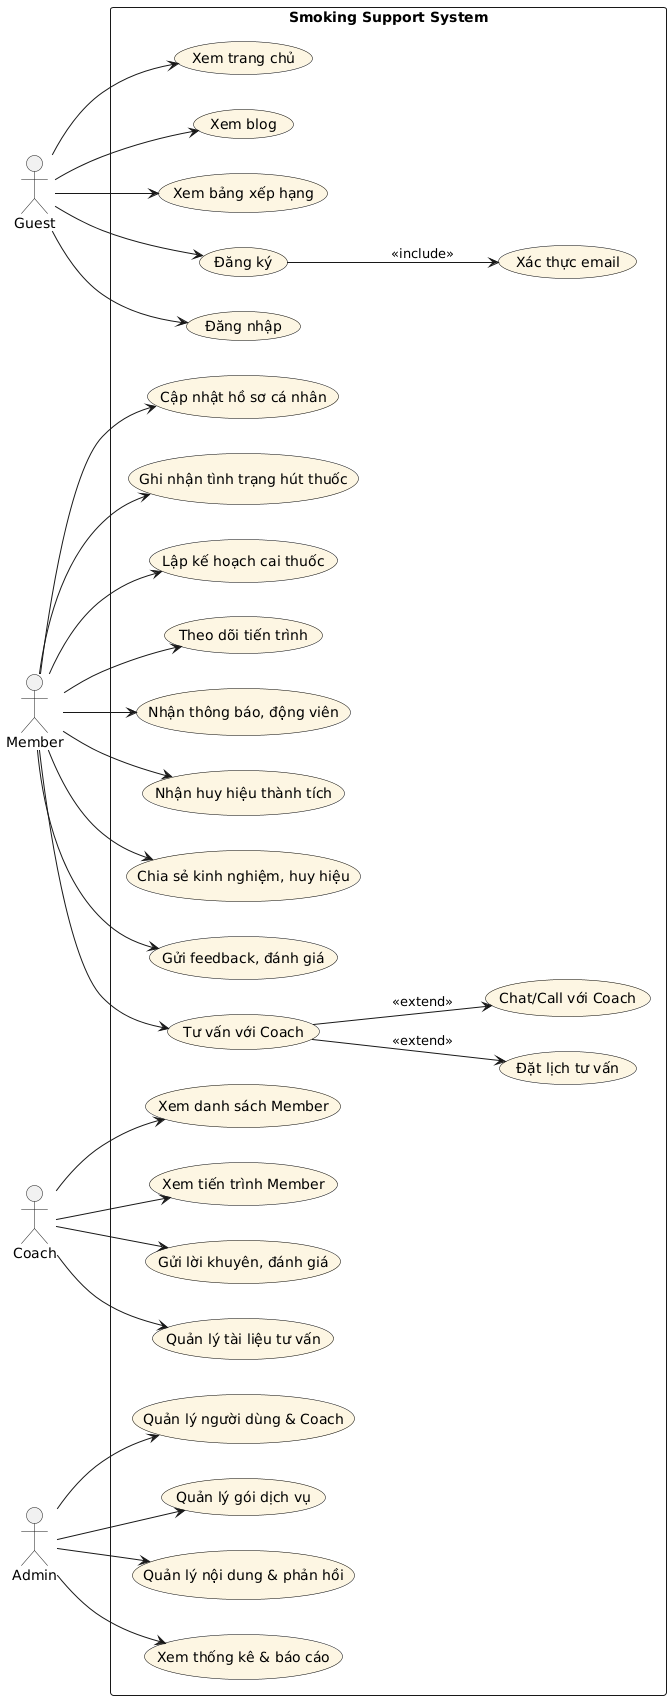 Smoking Support System
Xem trang chủ
Xem blog
Xem bảng xếp hạng
Guest
Đăng ký
«include»
Xác thực email
Đăng nhập
Cập nhật hồ sơ cá nhân
Ghi nhận tình trạng hút thuốc
Lập kế hoạch cai thuốc
Theo dõi tiến trình
Nhận thông báo, động viên
Member
Nhận huy hiệu thành tích
Chia sẻ kinh nghiệm, huy hiệu
Gửi feedback, đánh giá
Tư vấn với Coach
«extend»
Chat/Call với Coach
«extend»
Đặt lịch tư vấn
Xem danh sách Member
Xem tiến trình Member
Coach
Gửi lời khuyên, đánh giá
Quản lý tài liệu tư vấn
Quản lý người dùng & Coach
Quản lý gói dịch vụ
Admin
Quản lý nội dung & phản hồi
Xem thống kê & báo cáo